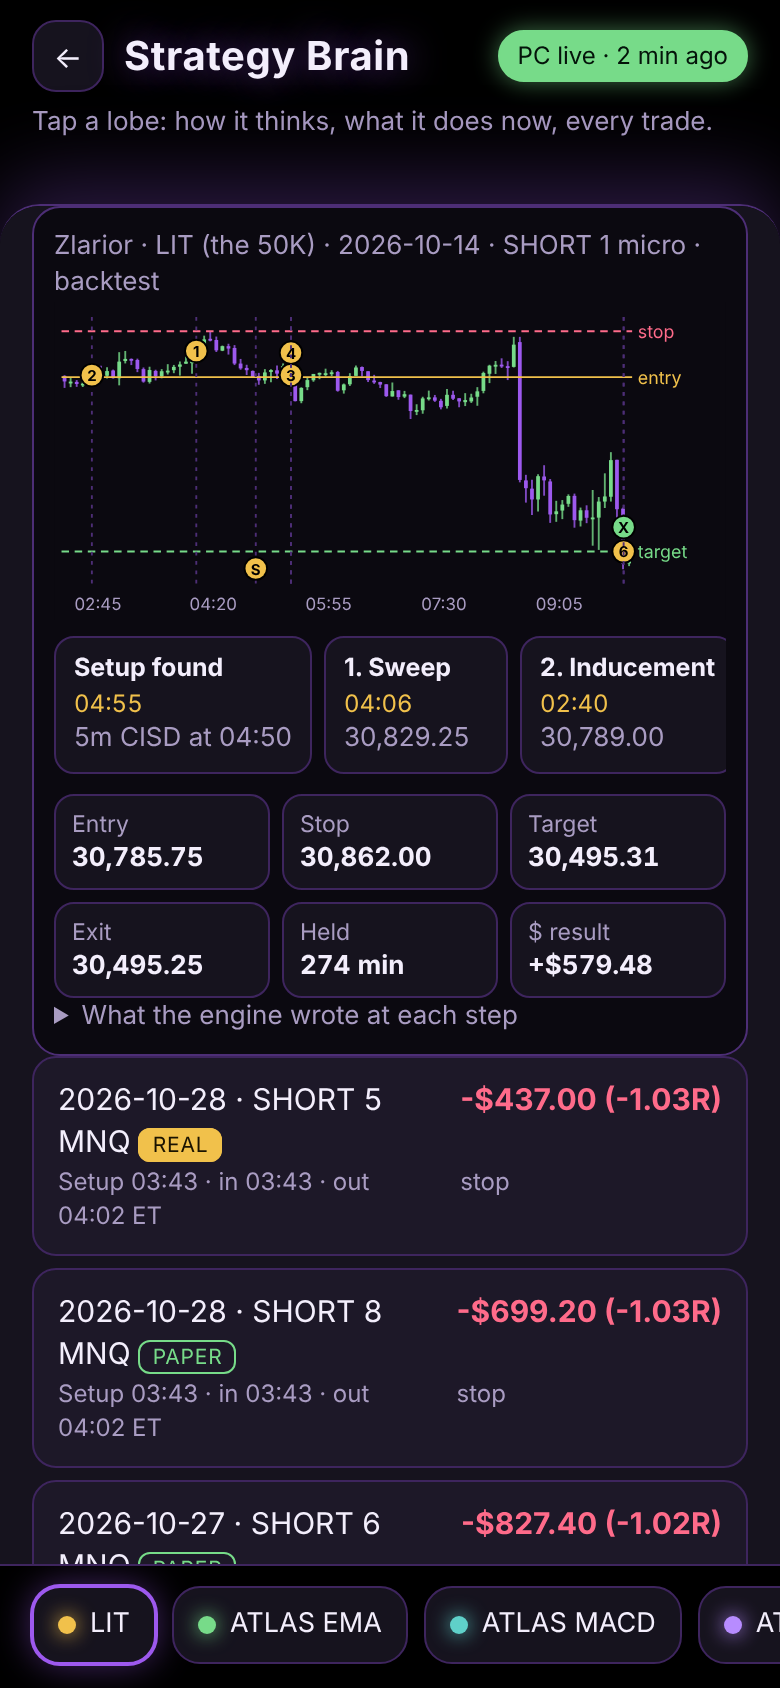 ←
Strategy Brain
PC live · 2 min ago
Tap a lobe: how it thinks, what it does now, every trade.
Zlarior · LIT (the 50K) · 2026-10-14 · SHORT 1 micro ·
backtest
stop
1
4
2
3
entry
X
6
target
S
02:45
04:20
05:55
07:30
09:05
Setup found
04:55
5m CISD at 04:50
1. Sweep
04:06
30,829.25
2. Inducement
02:40
30,789.00
Entry
30,785.75
Stop
30,862.00
Target
30,495.31
Exit
30,495.25
Held
274 min
$ result
+$579.48
▶ What the engine wrote at each step
2026-10-28 · SHORT 5
MNQ REAL
-$437.00 (-1.03R)
Setup 03:43 · in 03:43 · out
04:02 ET
stop
2026-10-28 · SHORT 8
MNQ PAPER
-$699.20 (-1.03R)
Setup 03:43 · in 03:43 · out
04:02 ET
stop
2026-10-27 · SHORT 6
MNQ PAPER
-$827.40 (-1.02R)
LIT
ATLAS EMA
ATLAS MACD
AT